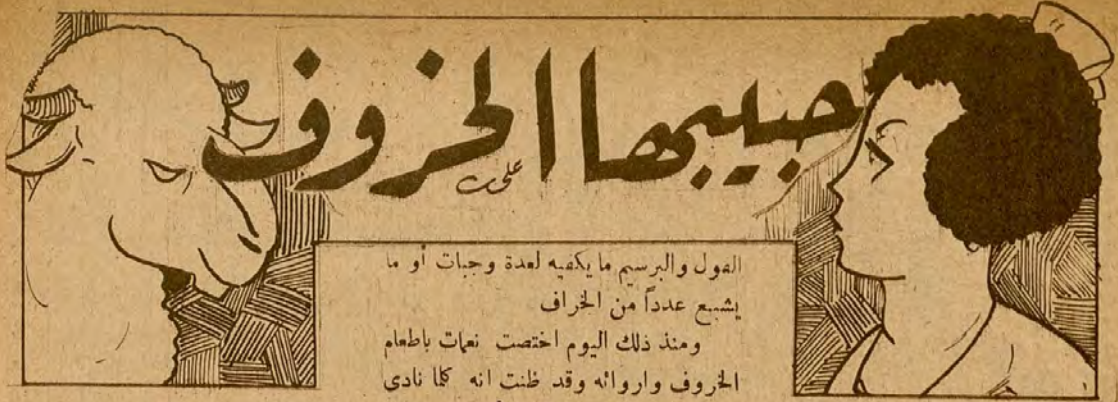 حبيبها الخروف
الفول والبرسيم ما يكفيه لعدة وجبات أو ما
يشبع عدداً من الخراف
ومنذ ذلك اليوم اختصت نعمات باطعام
الخروف واروائه وقد ظنت انه كلما نادى